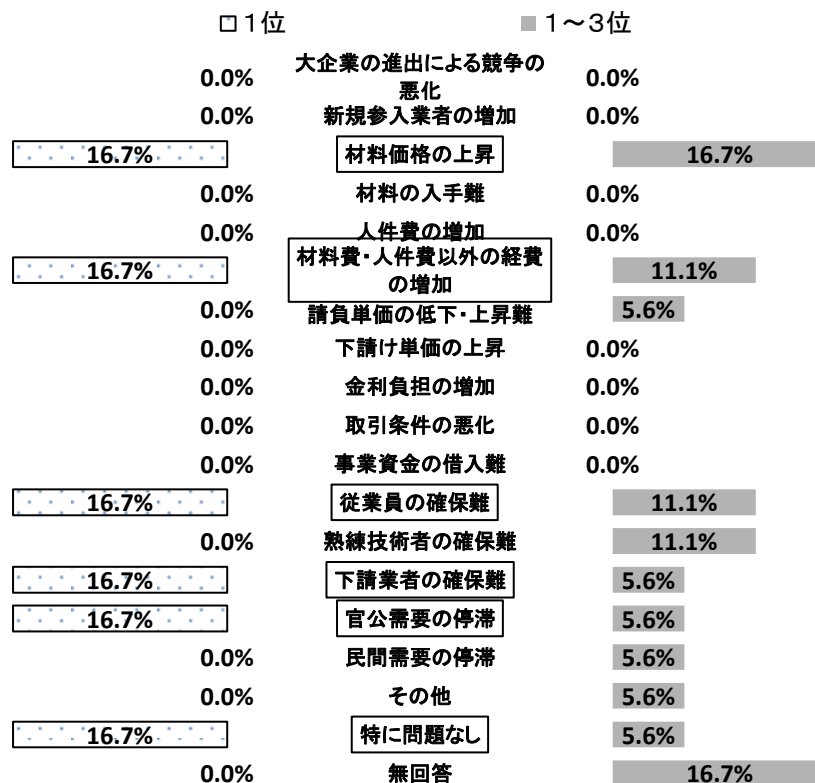 １位 １～３位
0.0% 大企業の進出による競争の 0.0%
悪化
0.0% 新規参入業者の増加 0.0%
16.7% 材料価格の上昇 16.7%
0.0% 材料の入手難 0.0%
0.0% 人件費の増加 0.0%
16.7% 材料費・人件費以外の経費 11.1%
の増加
0.0% 請負単価の低下・上昇難 5.6%
0.0% 下請け単価の上昇 0.0%
0.0% 金利負担の増加 0.0%
0.0% 取引条件の悪化 0.0%
0.0% 事業資金の借入難 0.0%
16.7% 従業員の確保難 11.1%
0.0% 熟練技術者の確保難 11.1%
16.7% 下請業者の確保難 5.6%
16.7% 官公需要の停滞 5.6%
0.0% 民間需要の停滞 5.6%
0.0% その他 5.6%
16.7% 特に問題なし 5.6%
0.0% 無回答 16.7%